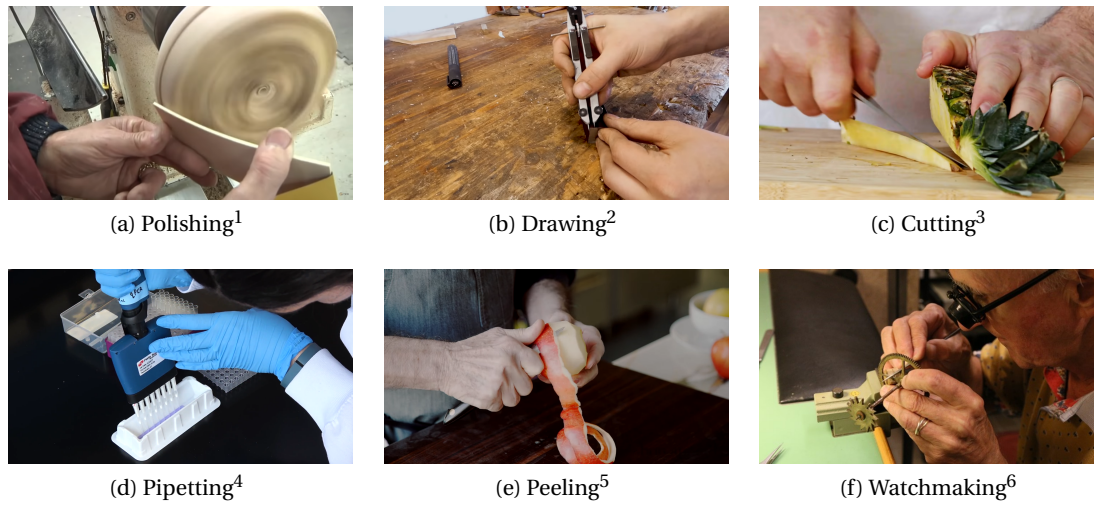 (a) Polishing1
(b) Drawing2
(c) Cutting3
(d) Pipetting4
(e) Peeling5
(f) Watchmaking6